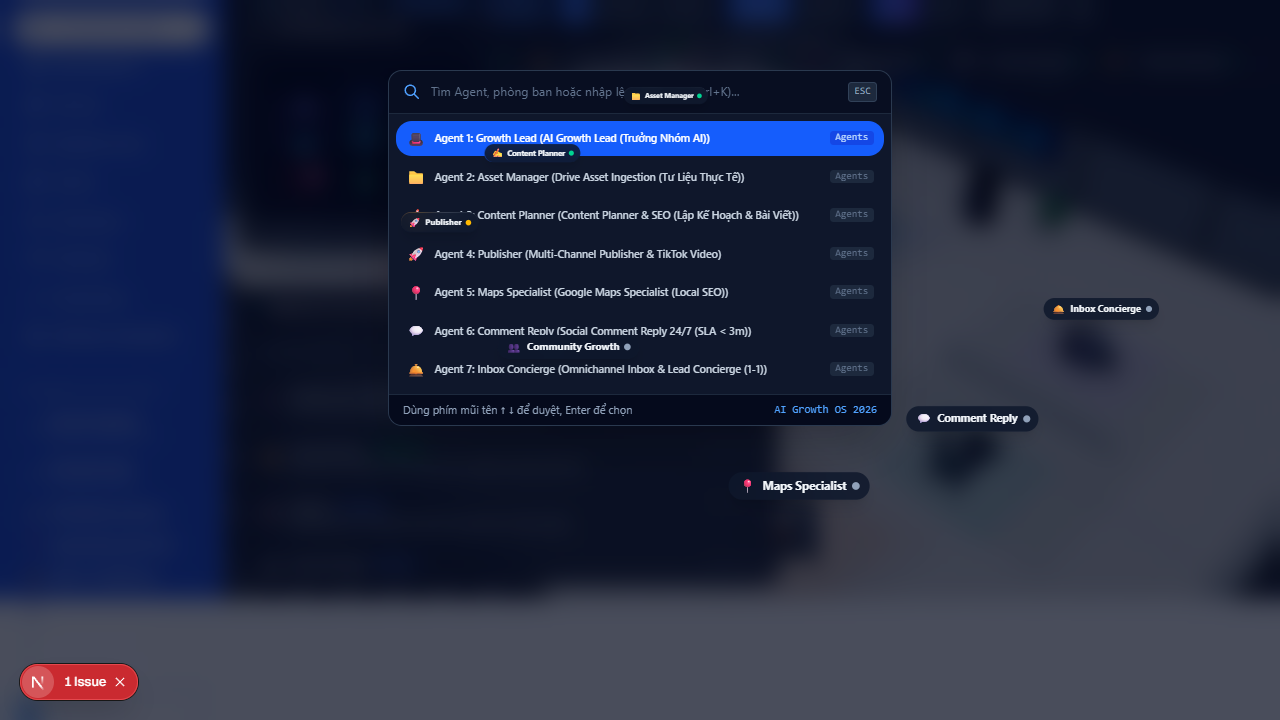 Tìm Agent, phòng ban hoặc nhập lệ
Asset Manager
l+K)...
ESC
Agent 1: Growth Lead (AI Growth Lead (Trưởng Nhóm AI))
Agents
Content Planner
Agent 2: Asset Manager (Drive Asset Ingestion (Tư Liệu Thực Tế))
Agents
Content Planner (Content Planner & SEO (Lập Kế Hoạch & Bài Viết))
Agents
Publisher
Agent 4: Publisher (Multi-Channel Publisher & TikTok Video)
Agents
Agent 5: Maps Specialist (Google Maps Specialist (Local SEO))
Agents
Agent 6: Comment Reply (Social Comment Reply 24/7 (SLA < 3m))
Agents
Community Growth
Agent 7: Inbox Concierge (Omnichannel Inbox & Lead Concierge (1-1))
Agents
Dùng phím mũi tên ↑ ↓ để duyệt, Enter để chọn
AI Growth OS 2026
Inbox Concierge
Comment Reply
Maps Specialist
1 Issue